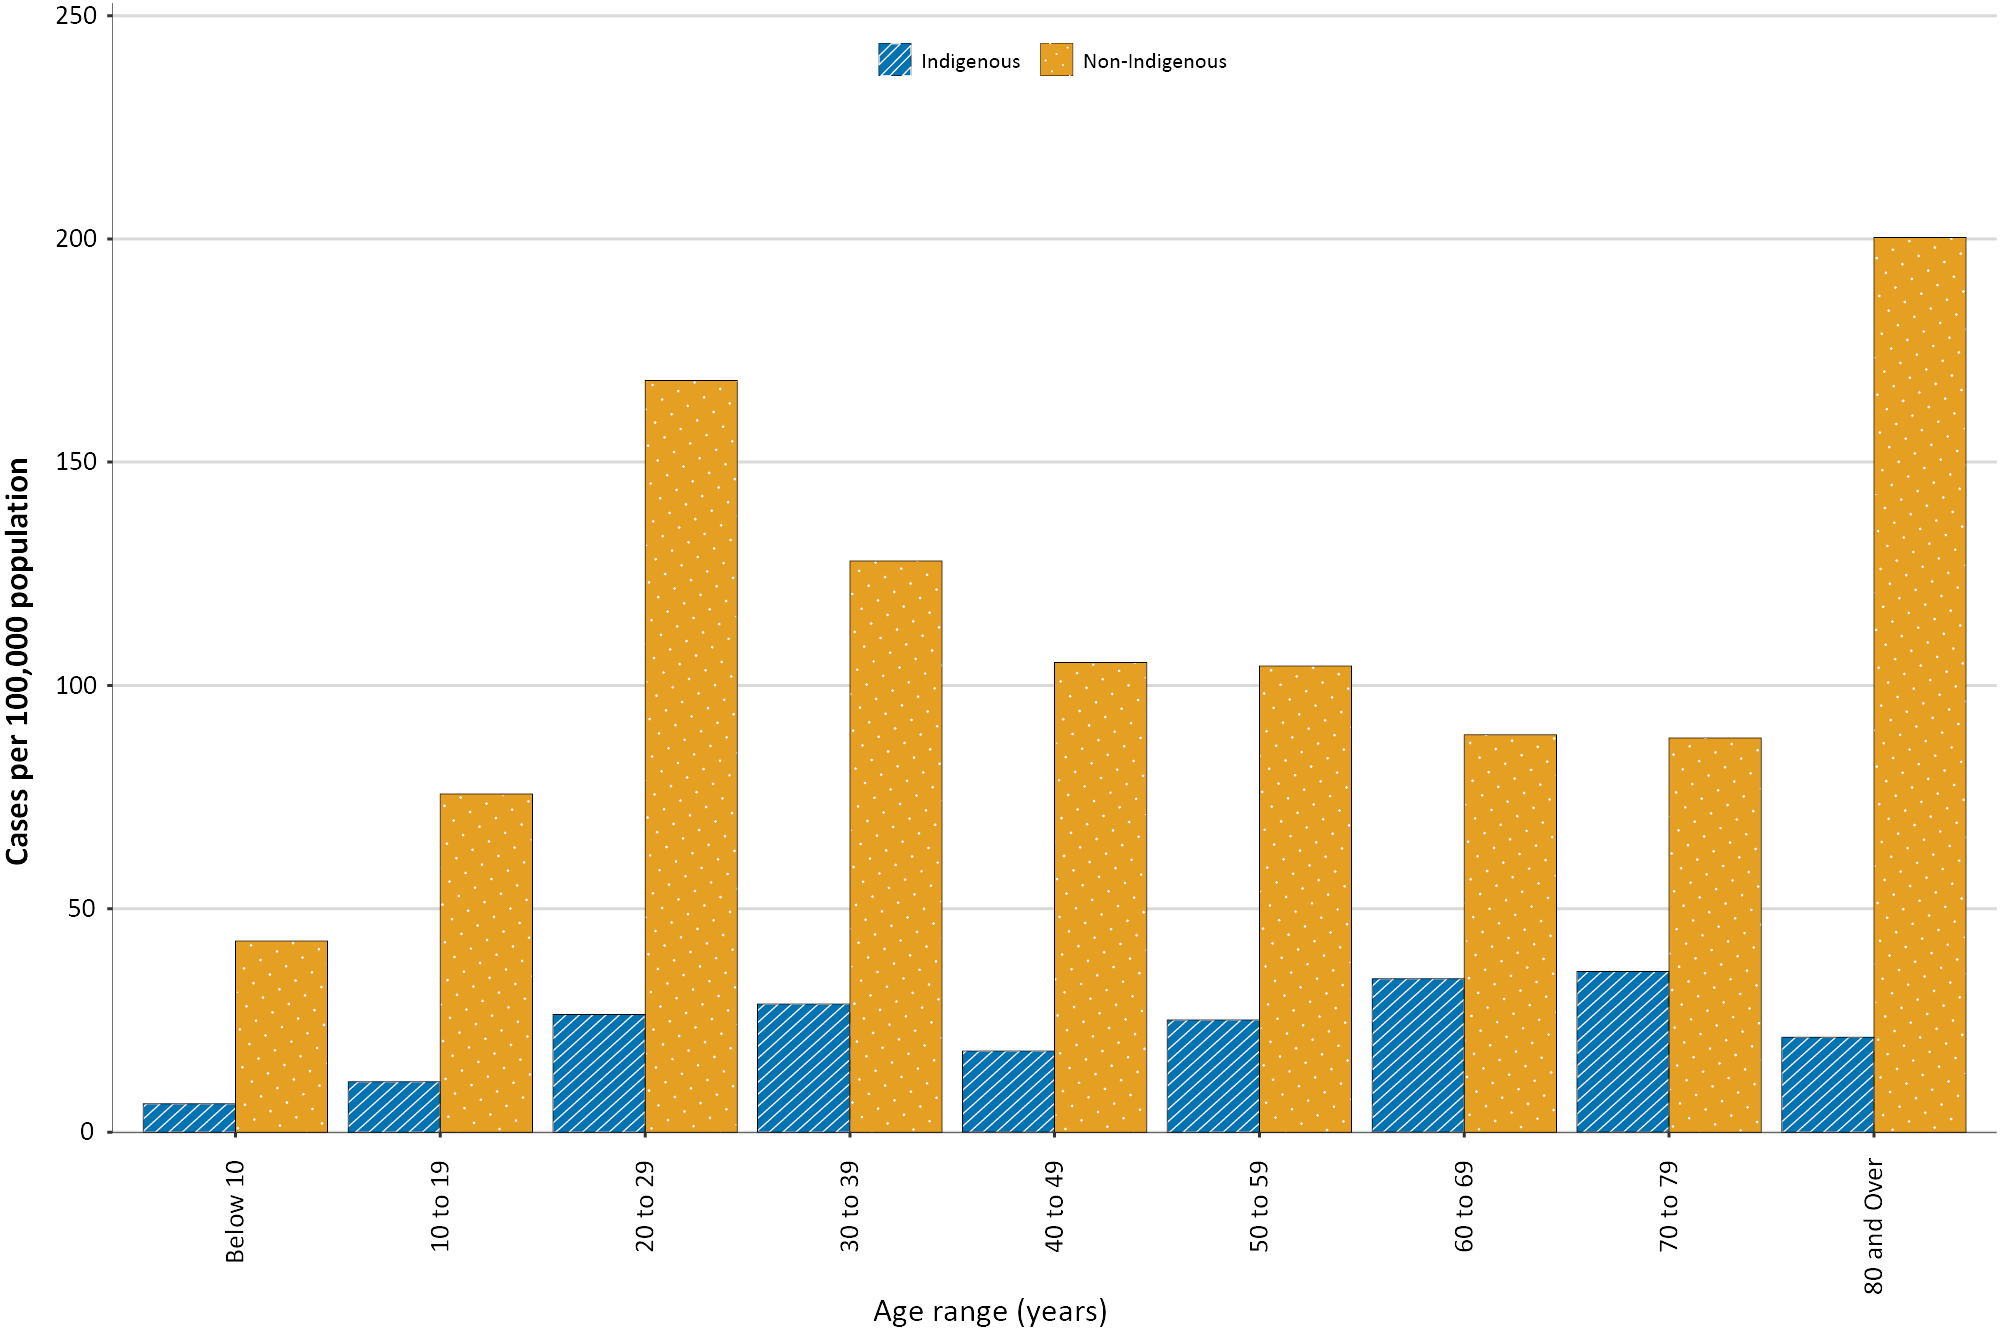 250
Indigenous Non-Indigenous
200
150
100
50
0
Cases per 100,000 population
Below 10
10 to 19
20 to 29
30 to 39
40 to 49
50 to 59
60 to 69
70 to 79
80 and Over
Age range (years)